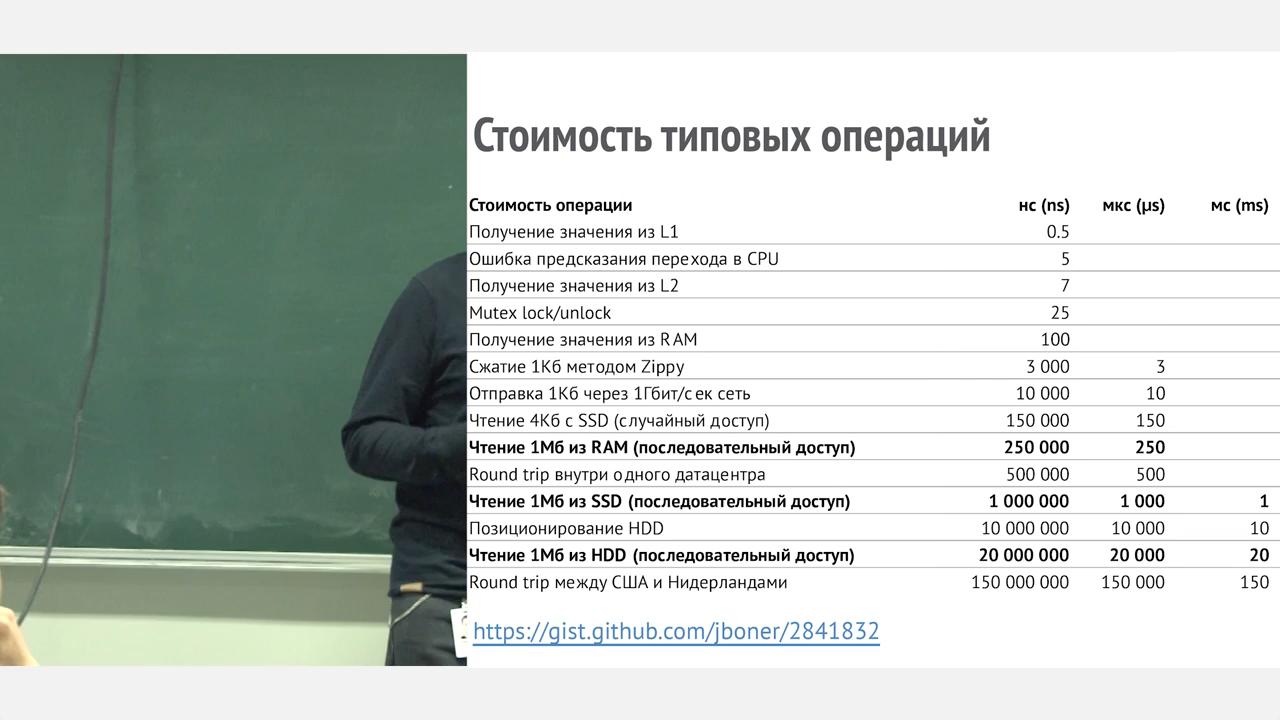 Стоимость типовых операций
Стоимость операции нс (ns) мкс (µs) мс (ms)
Получение значения из L1 0.5
Ошибка предсказания перехода в CPU 5
Получение значения из L2 7
Mutex lock/unlock 25
Получение значения из RAM 100
Сжатие 1Кб методом Zippy 3 000 3
Отправка 1Кб через 1Гбит/сек сеть 10 000 10
Чтение 4Кб с SSD (случайный доступ) 150 000 150
Чтение 1Мб из RAM (последовательный доступ) 250 000 250
Round trip внутри одного датацентра 500 000 500
Чтение 1Мб из SSD (последовательный доступ) 1 000 000 1 000 1
Позиционирование HDD 10 000 000 10 000 10
Чтение 1Мб из HDD (последовательный доступ) 20 000 000 20 000 20
Round trip между США и Нидерландами 150 000 000 150 000 150
https://gist.github.com/jboner/2841832